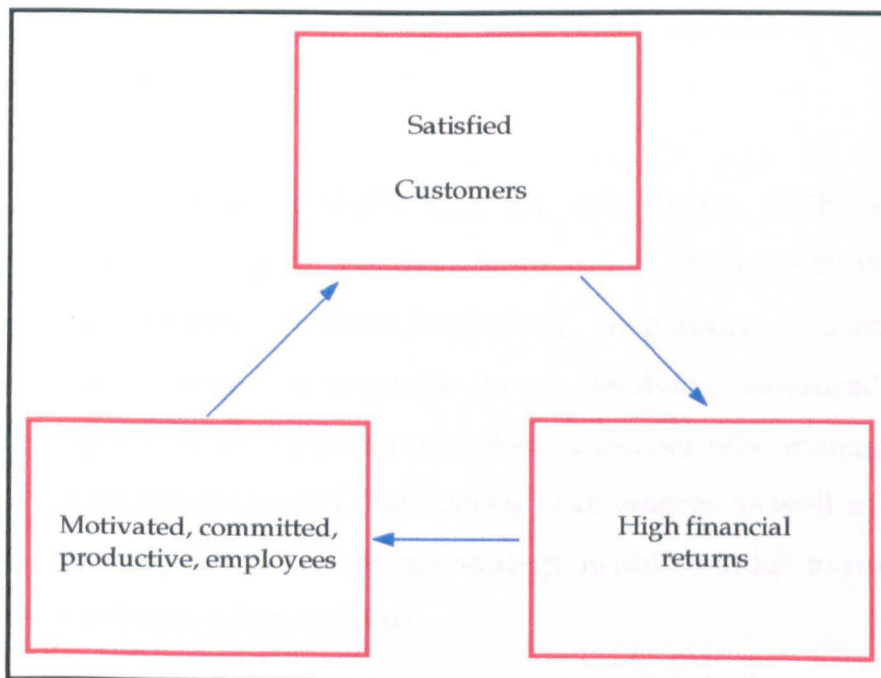 Satisfied
Customers
Motivated, committed,
productive, employees
High financial
returns